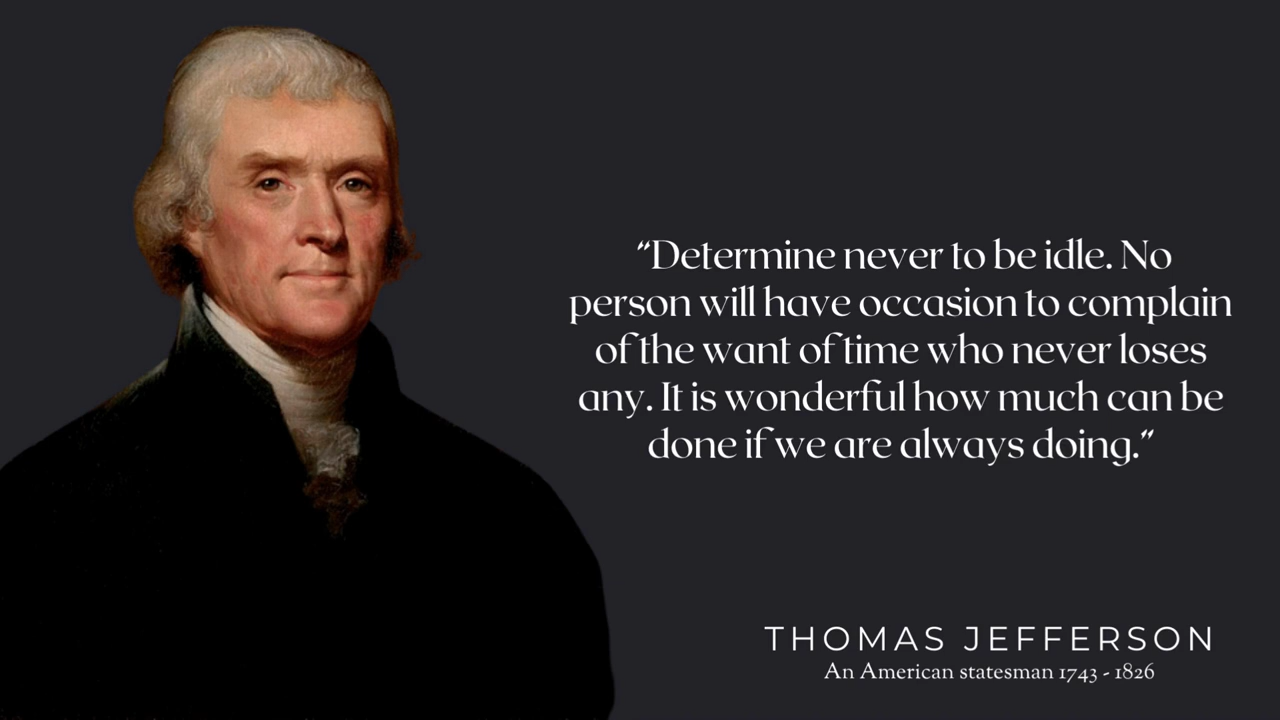 “Determine never to be idle. No
person will have occasion to complain
of the want of time who never loses
any. It is wonderful how much can be
done if we are always doing.”
THOMAS JEFFERSON
An American statesman 1743 - 1826